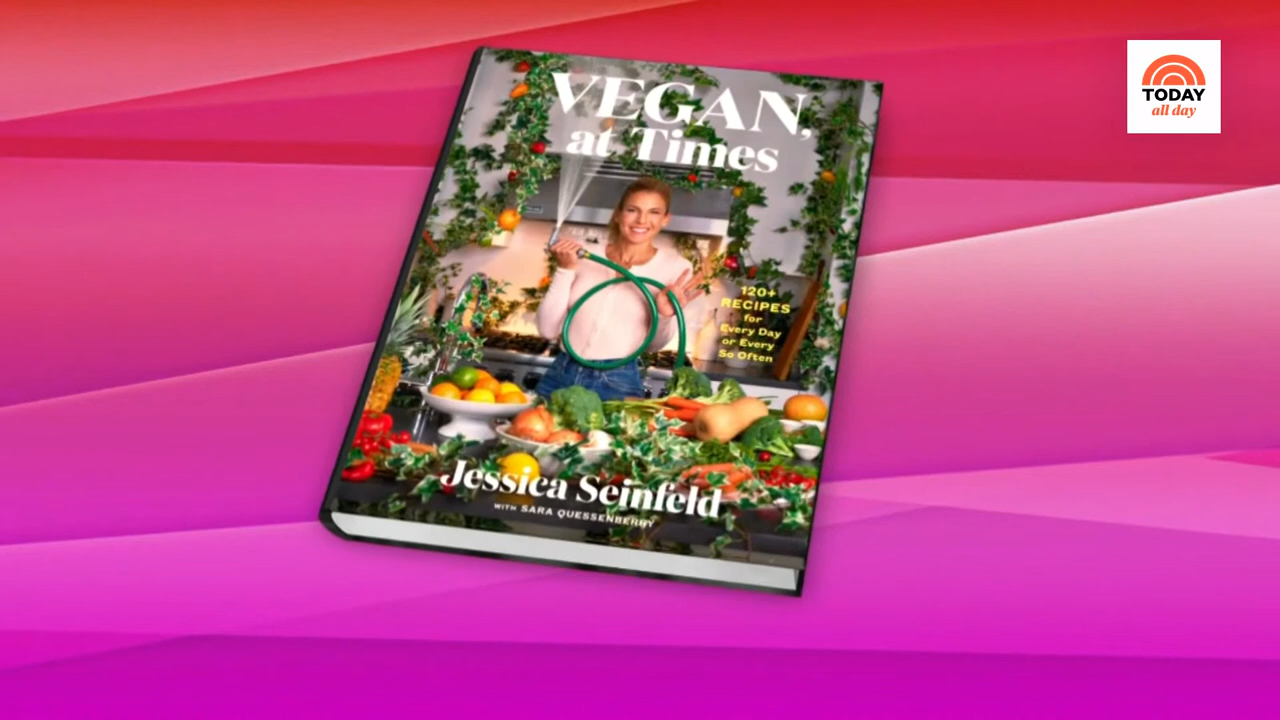 VEGAN,
at Times
120+
RECIPES
for
Every Day
or Every
So Often
Jessica Seinfeld
WITH SARA QUESSENBERRY
TODAY
all day